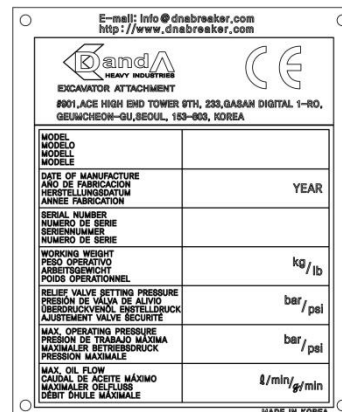 E-mail: info@dnabreaker.com
http://www.dnabreaker.com
DandA
HEAVY INDUSTRIES
CE
EXCAVATOR ATTACHMENT
#901,ACE HIGH END TOWER 9TH, 233,GASAN DIGITAL 1-RO,
GEUMCHEON-GU,SEOUL, 153-803, KOREA
MODEL
MODELO
MODELL
MODELE
DATE OF MANUFACTURE
AÑO DE FABRICACION
HERSTELLUNGSDATUM
ANNEE FABRICATION
YEAR
SERIAL NUMBER
NUMERO DE SERIE
SERIENNUMMER
NUMERO DE SERIE
WORKING WEIGHT
PESO OPERATIVO
ARBEITSGEWICHT
POIDS OPERATIONNEL
kg/lb
RELIEF VALVE SETTING PRESSURE
PRESIÓN DE VÁLVA DE ALIVIO
ÜBERDRUCKVENÖL ENSTELLDRUCK
AJUSTEMENT VALVE SECURITÉ
bar/psi
MAX, OPERATING PRESSURE
PRESION DE TRABAJO MÁXIMA
MAXIMALER BETRIEBSDRUCK
PRESSION MAXIMALE
bar/psi
MAX, OIL FLOW
CAUDAL DE ACEITE MÁXIMO
MAXIMALER OELFLUSS
DÉBIT DHULE MÁXIMALE
ℓ/min/g/min
MADE IN KOREA